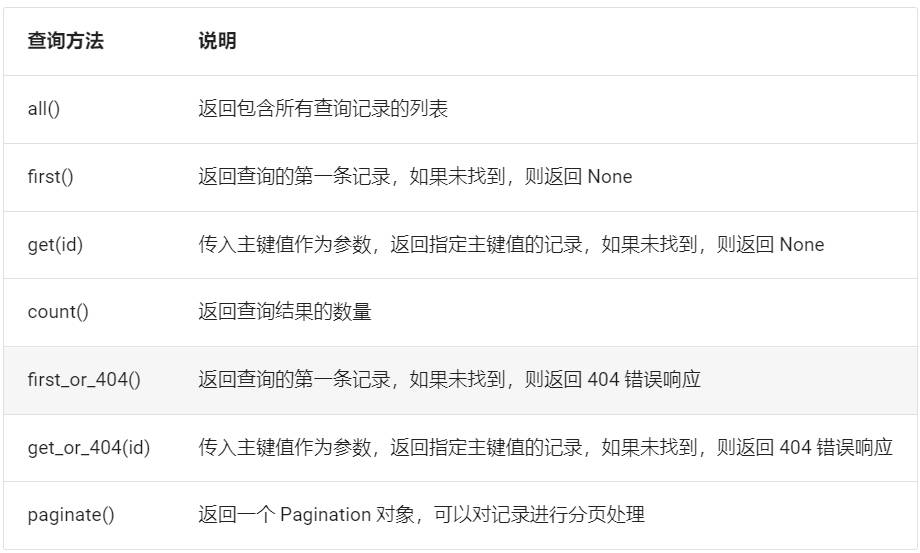 查询方法 说明
all() 返回包含所有查询记录的列表
first() 返回查询的第一条记录，如果未找到，则返回 None
get(id) 传入主键值作为参数，返回指定主键值的记录，如果未找到，则返回 None
count() 返回查询结果的数量
first_or_404() 返回查询的第一条记录，如果未找到，则返回 404 错误响应
get_or_404(id) 传入主键值作为参数，返回指定主键值的记录，如果未找到，则返回 404 错误响应
paginate() 返回一个 Pagination 对象，可以对记录进行分页处理